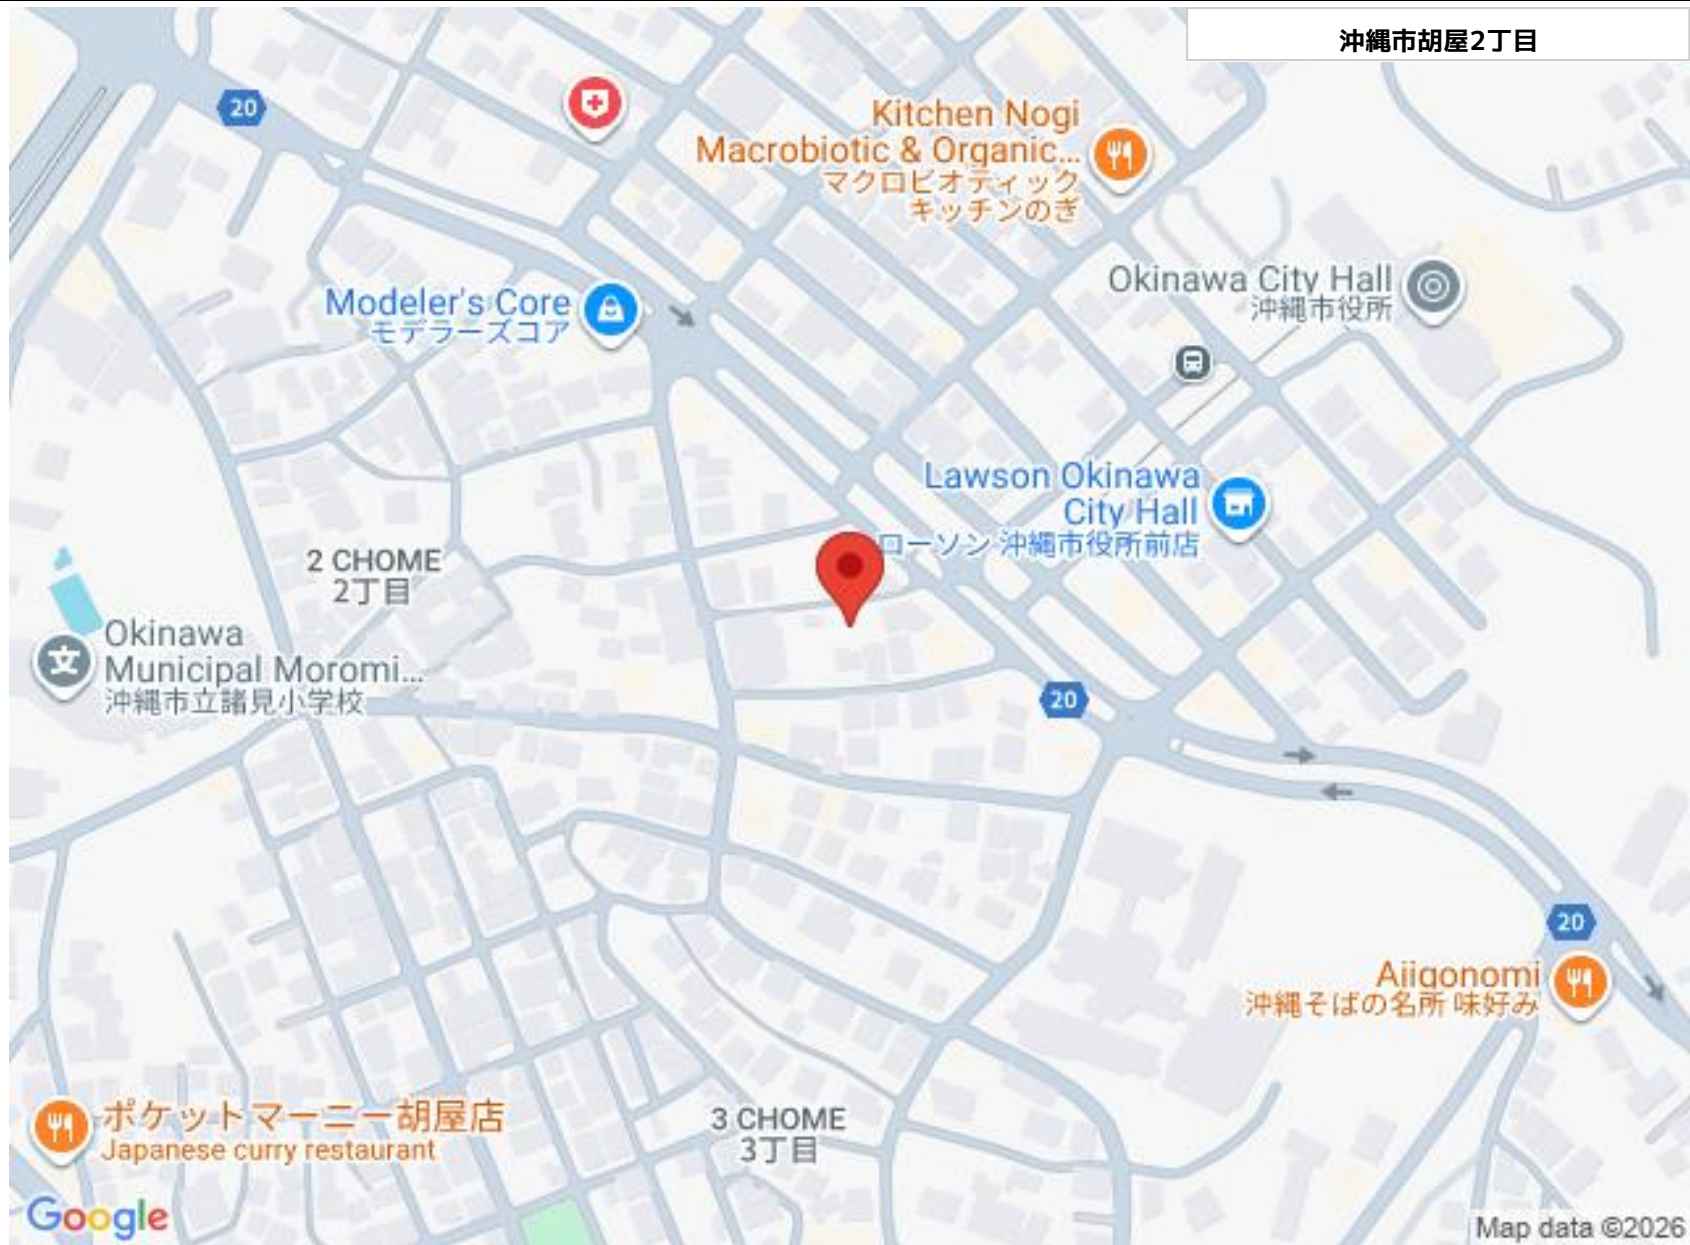 沖縄市胡屋2丁目
20
Kitchen Nogi
Macrobiotic & Organic...
マクロビオティック
キッチンのぎ
Okinawa City Hall
沖縄市役所
Modeler's Core
モデラーズコア
Lawson Okinawa
City Hall
ローソン 沖縄市役所前店
2 CHOME
2丁目
文
Okinawa
Municipal Moromi...
沖縄市立諸見小学校
20
20
Ajigonomi
沖縄そばの名所 味好み
ポケットマーニー胡屋店
Japanese curry restaurant
3 CHOME
3丁目
Google
Map data ©2026